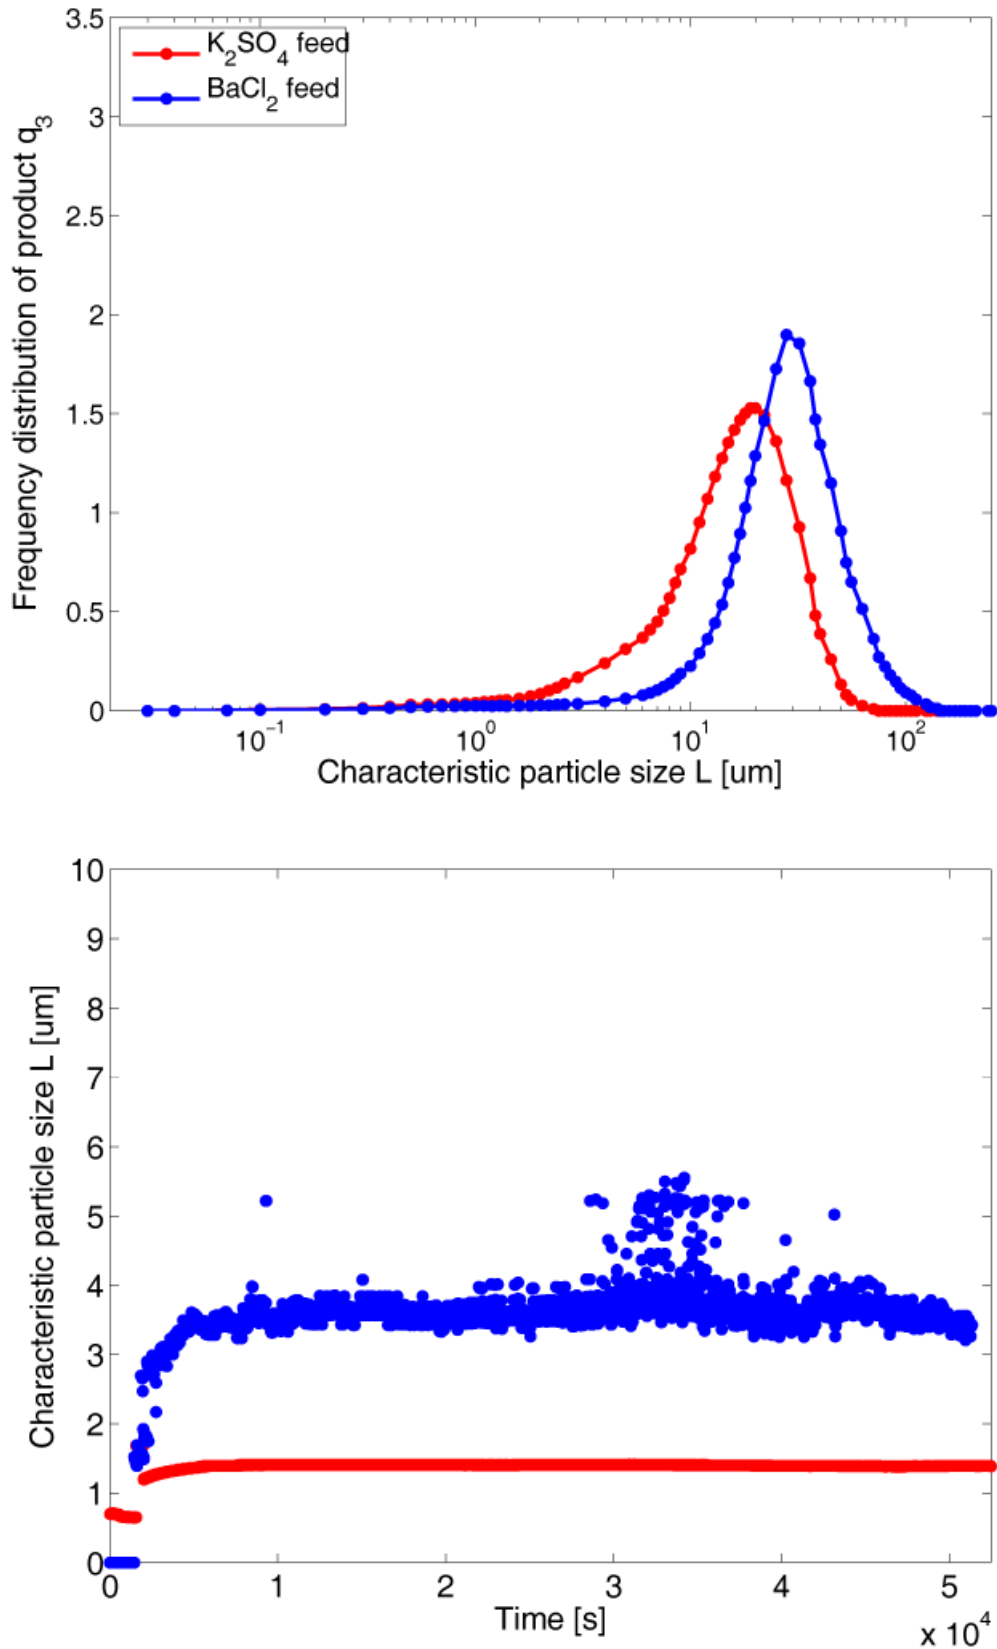 3.5
K₂SO₄ feed
BaCl₂ feed
3
2.5
2
1.5
1
0.5
0
Frequency distribution of product q₃
10⁻¹ 10⁰ 10¹ 10²
Characteristic particle size L [um]
10
9
8
7
6
5
4
3
2
1
0
Characteristic particle size L [um]
0 1 2 3 4 5
Time [s]
x 10⁴